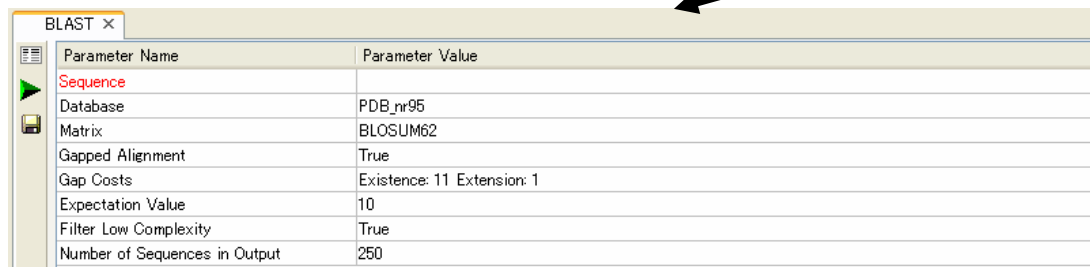 BLAST ×
Parameter Name Parameter Value
Sequence
Database PDB_nr95
Matrix BLOSUM62
Gapped Alignment True
Gap Costs Existence: 11 Extension: 1
Expectation Value 10
Filter Low Complexity True
Number of Sequences in Output 250